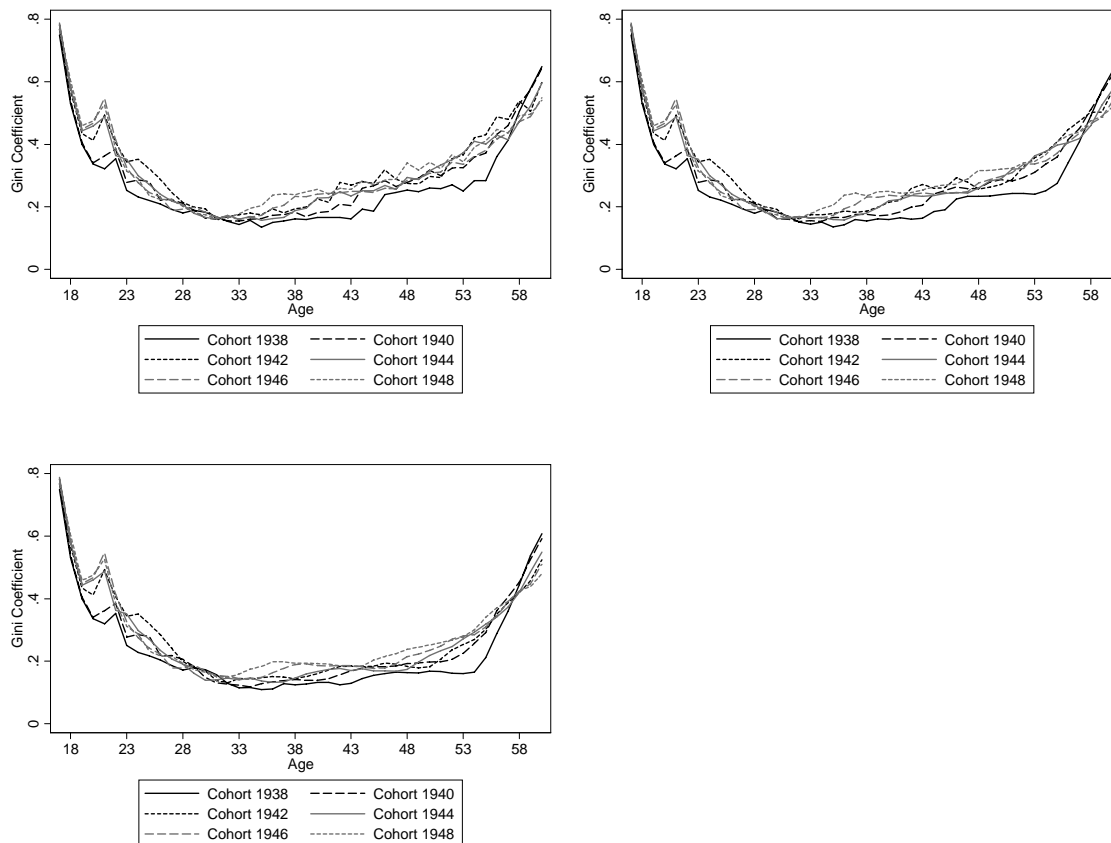 Gini Coefficient
0 .2 .4 .6 .8
18 23 28 33 38 43 48 53 58
Age
Cohort 1938 Cohort 1940
Cohort 1942 Cohort 1944
Cohort 1946 Cohort 1948
Gini Coefficient
0 .2 .4 .6 .8
18 23 28 33 38 43 48 53 58
Age
Cohort 1938 Cohort 1940
Cohort 1942 Cohort 1944
Cohort 1946 Cohort 1948
Gini Coefficient
0 .2 .4 .6 .8
18 23 28 33 38 43 48 53 58
Age
Cohort 1938 Cohort 1940
Cohort 1942 Cohort 1944
Cohort 1946 Cohort 1948